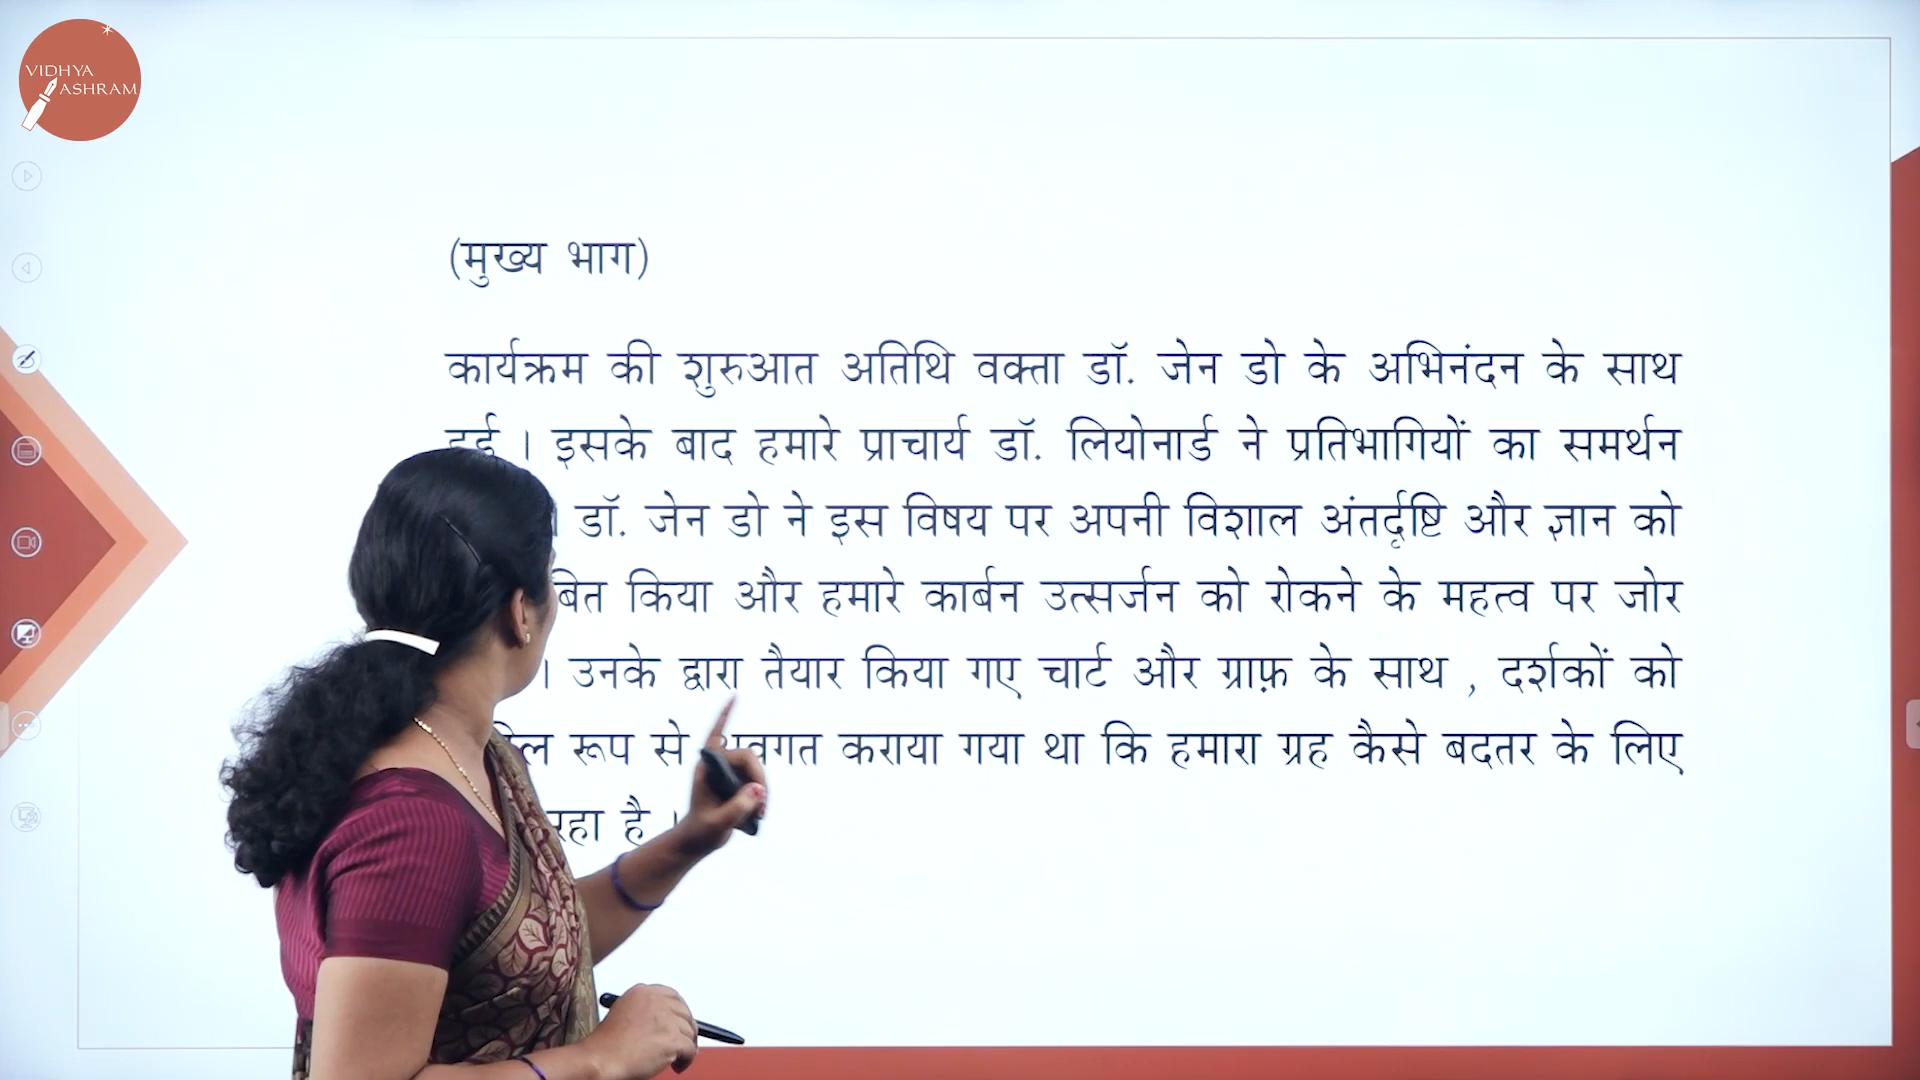 VIDHYA
ASHRAM
(मुख्य भाग)
कार्यक्रम की शुरुआत अतिथि वक्ता डॉ. जेन डो के अभिनंदन के साथ
हुई । इसके बाद हमारे प्राचार्य डॉ. लियोनार्ड ने प्रतिभागियों का समर्थन
डॉ. जेन डो ने इस विषय पर अपनी विशाल अंतर्दृष्टि और ज्ञान को
किया और हमारे कार्बन उत्सर्जन को रोकने के महत्व पर जोर
। उनके द्वारा तैयार किया गए चार्ट और ग्राफ़ के साथ , दर्शकों को
रूप से अवगत कराया गया था कि हमारा ग्रह कैसे बदतर के लिए
रहा है ।